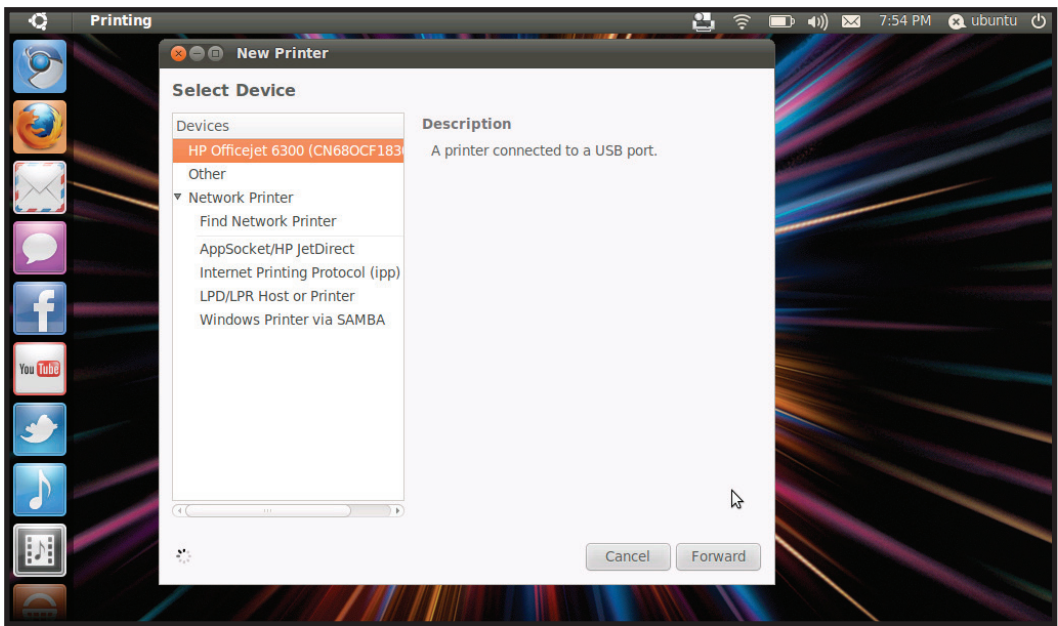 Printing
7:54 PM
ubuntu
New Printer
Select Device
Devices
HP Officejet 6300 (CN68OCF183
Other
Network Printer
Find Network Printer
AppSocket/HP JetDirect
Internet Printing Protocol (ipp)
LPD/LPR Host or Printer
Windows Printer via SAMBA
Description
A printer connected to a USB port.
You Tube
Cancel
Forward